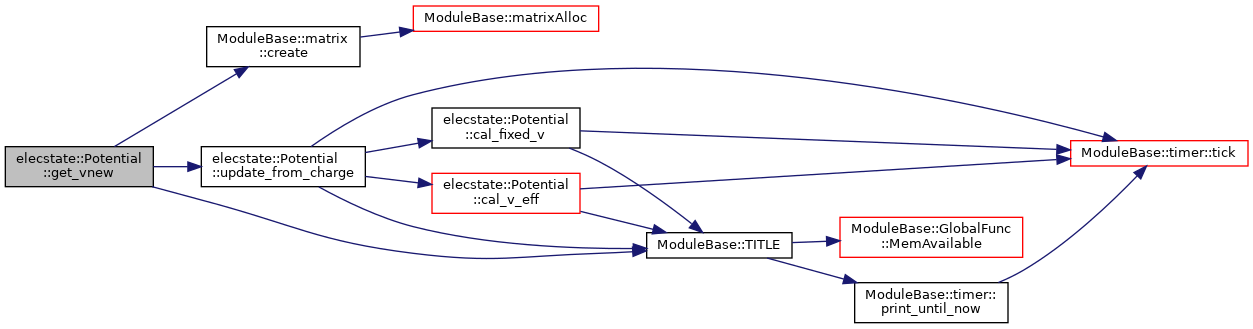 ModuleBase::matrixAlloc
ModuleBase::matrix
::create
elecstate::Potential
::get_vnew
elecstate::Potential
::update_from_charge
elecstate::Potential
::cal_fixed_v
elecstate::Potential
::cal_v_eff
ModuleBase::timer::tick
ModuleBase::TITLE
ModuleBase::GlobalFunc
::MemAvailable
ModuleBase::timer::
print_until_now